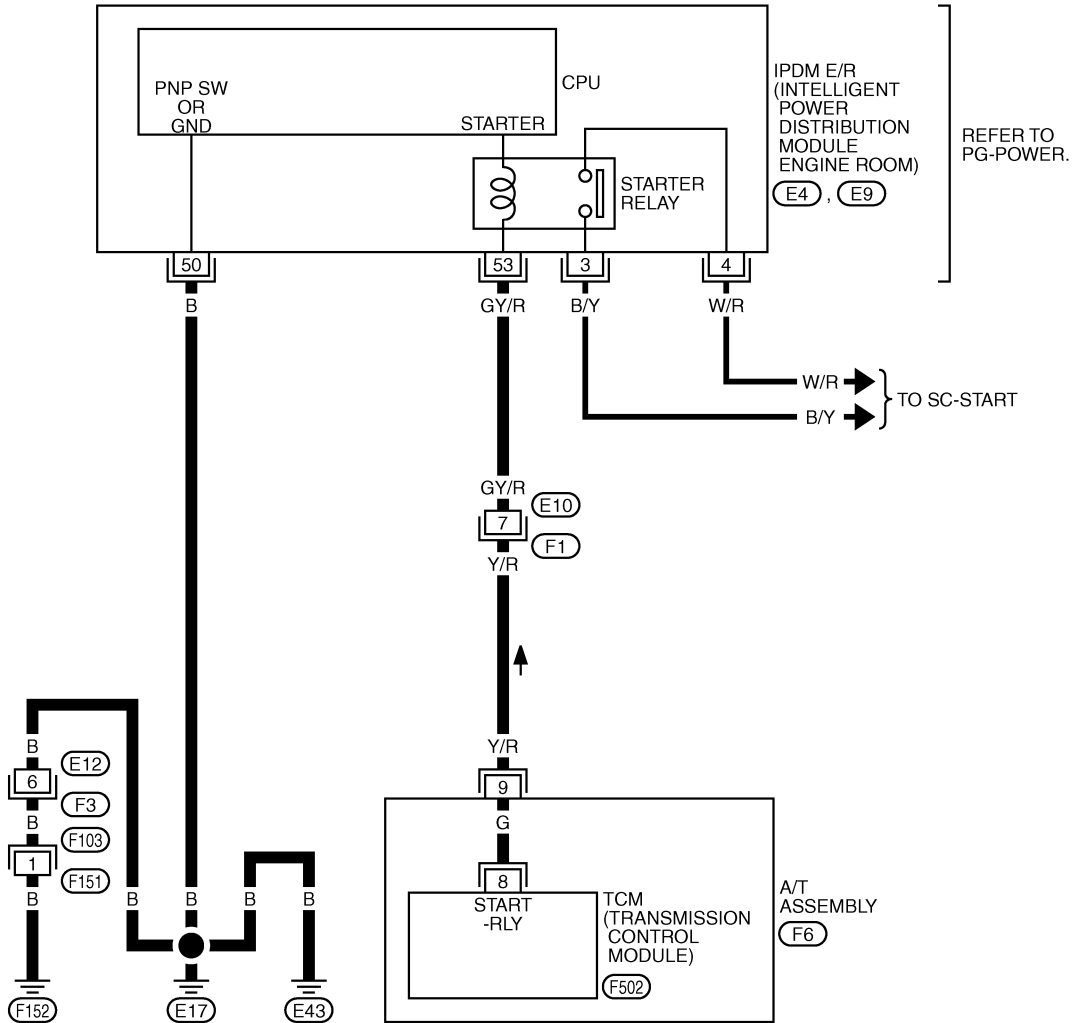 PNP SW
OR
GND
STARTER
CPU
STARTER
RELAY
IPDM E/R
(INTELLIGENT
POWER
DISTRIBUTION
MODULE
ENGINE ROOM)
E4 , E9
REFER TO
PG-POWER.
50
53
3
4
B
GY/R
B/Y
W/R
W/R
B/Y
TO SC-START
GY/R
E10
7
F1
Y/R
Y/R
9
G
8
START
-RLY
TCM
(TRANSMISSION
CONTROL
MODULE)
F502
A/T
ASSEMBLY
F6
B
E12
6
F3
B
F103
1
F151
B
B
B
B
B
F152
E17
E43